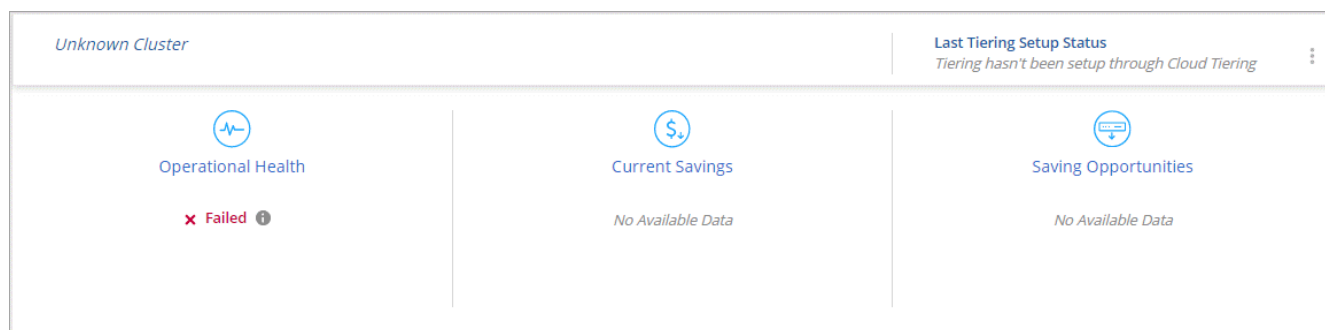 Unknown Cluster
Last Tiering Setup Status
Tiering hasn't been setup through Cloud Tiering
Operational Health
Failed
Current Savings
No Available Data
Saving Opportunities
No Available Data